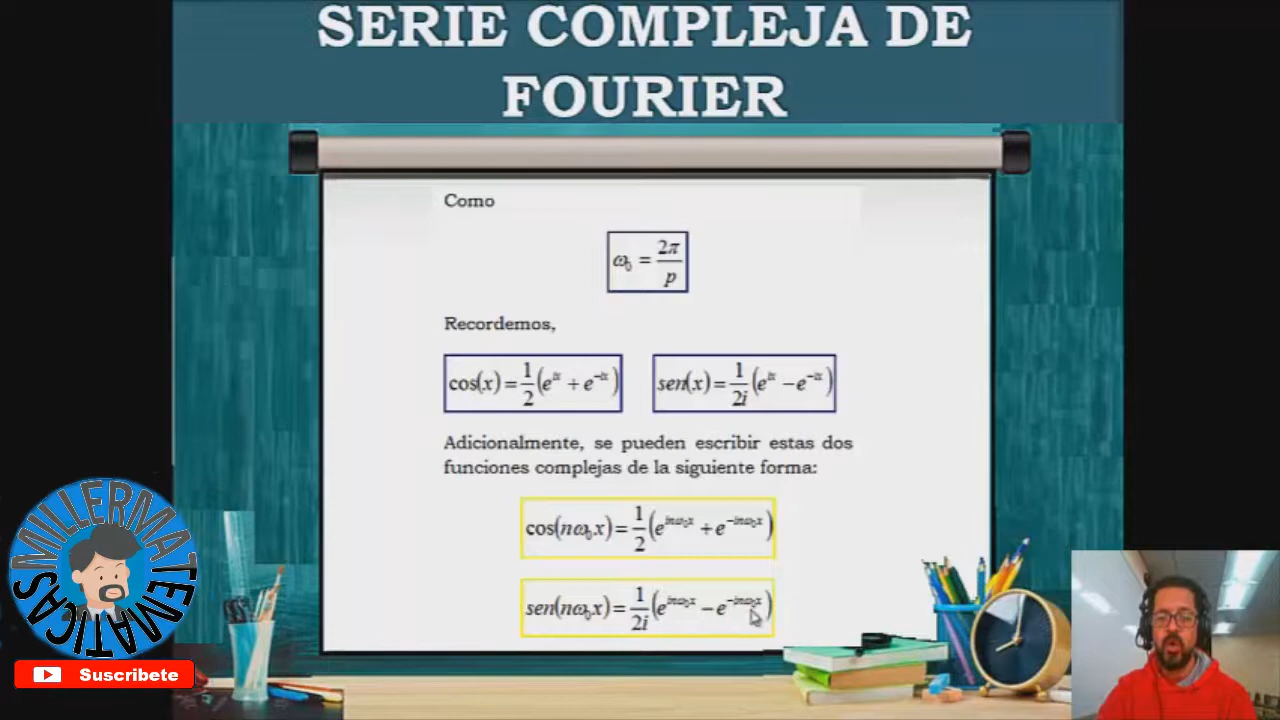 SERIE COMPLEJA DE
FOURIER
Como
ω₀ = 2π/p
Recordemos,
cos(x) = 1/2 (e^{ix} + e^{-ix})
sen(x) = 1/2i (e^{ix} − e^{-ix})
Adicionalmente, se pueden escribir estas dos
funciones complejas de la siguiente forma:
cos(nω₀x) = 1/2 (e^{inω₀x} + e^{-inω₀x})
sen(nω₀x) = 1/2i (e^{inω₀x} − e^{-inω₀x})
MILLERMATEMATICAS
Suscribete